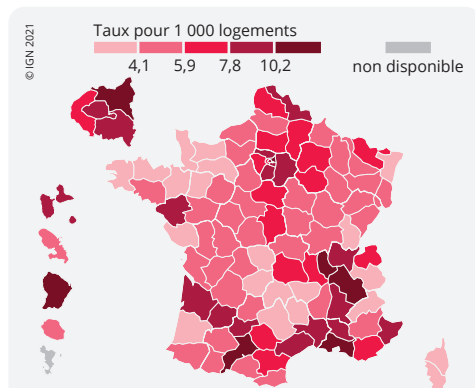 © IGN 2021
Taux pour 1 000 logements
4,1 5,9 7,8 10,2
non disponible